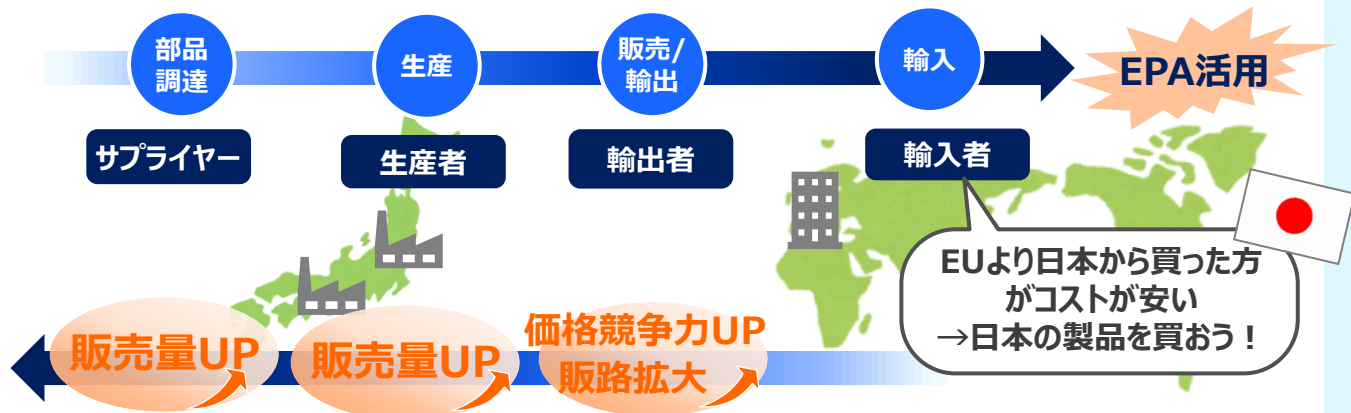 部品
調達
生産
販売/
輸出
輸入
EPA活用
サプライヤー
生産者
輸出者
輸入者
EUより日本から買った方
がコストが安い
→日本の製品を買おう！
販売量UP
販売量UP
価格競争力UP
販路拡大